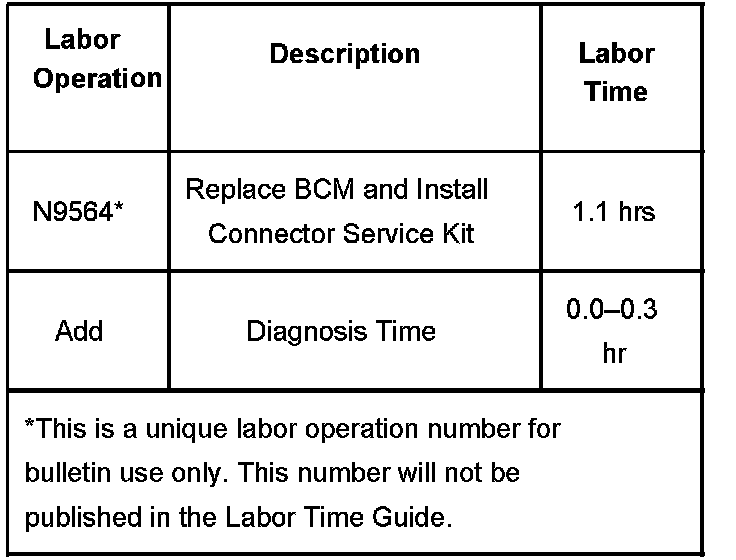 Labor
Operation
Description
Labor
Time
N9564*
Replace BCM and Install
Connector Service Kit
1.1 hrs
Add
Diagnosis Time
0.0–0.3
hr
*This is a unique labor operation number for
bulletin use only. This number will not be
published in the Labor Time Guide.